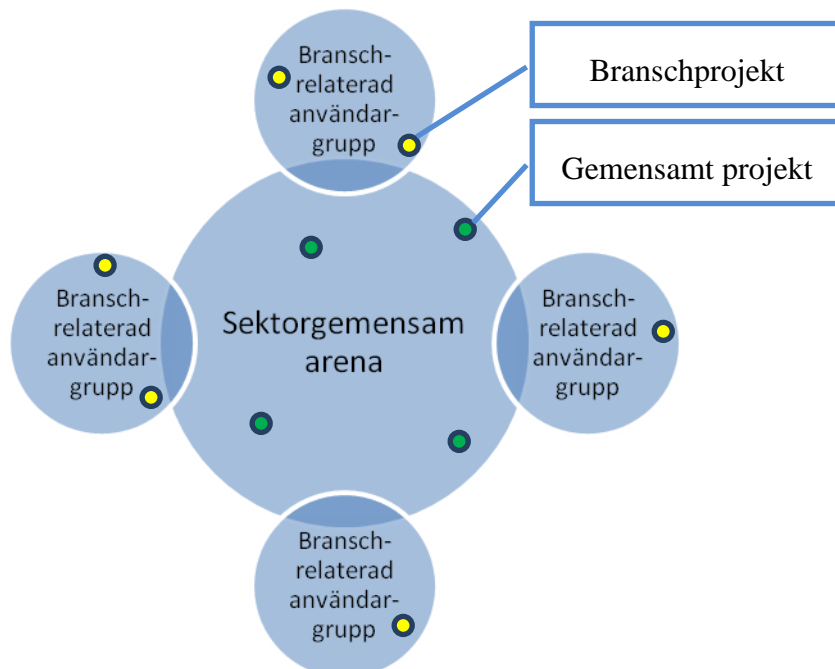 Bransch-
relaterad
användar-
grupp
Branschprojekt
Gemensamt projekt
Bransch-
relaterad
användar-
grupp
Sektorgemensam
arena
Bransch-
relaterad
användar-
grupp
Bransch-
relaterad
användar-
grupp